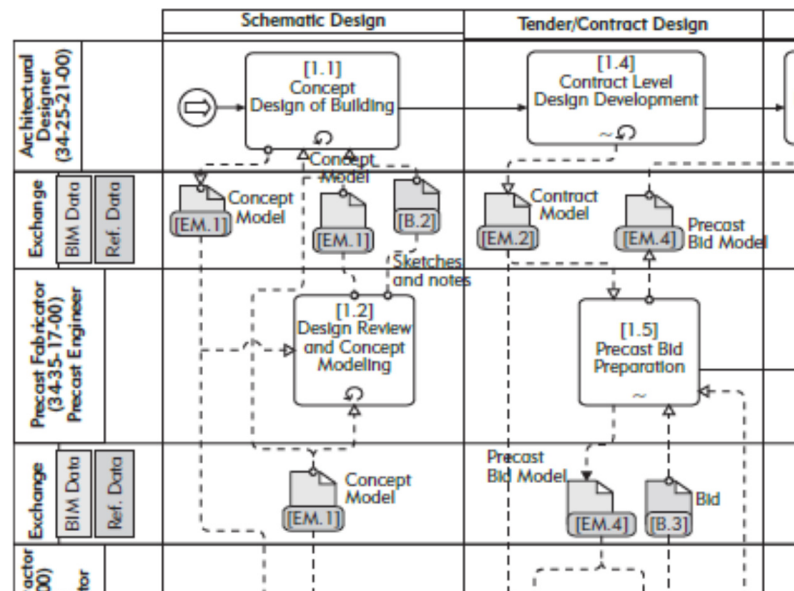 Schematic Design
Tender/Contract Design
Architectural
Designer
(34-25-21-00)
[1.1]
Concept
Design of Building
[1.4]
Contract Level
Design Development
~
Concept
Model
Exchange
BIM Data
Ref. Data
[EM.1]
Concept
Model
[EM.1]
[B.2]
Sketches
and notes
[EM.2]
Contract
Model
[EM.4]
Precast
Bid Model
Precast Fabricator
(34-35-17-00)
Precast Engineer
[1.2]
Design Review
and Concept
Modeling
[1.5]
Precast Bid
Preparation
~
Exchange
BIM Data
Ref. Data
[EM.1]
Concept
Model
Precast
Bid Model
[EM.4]
[B.3]
Bid
actor
00)
tor